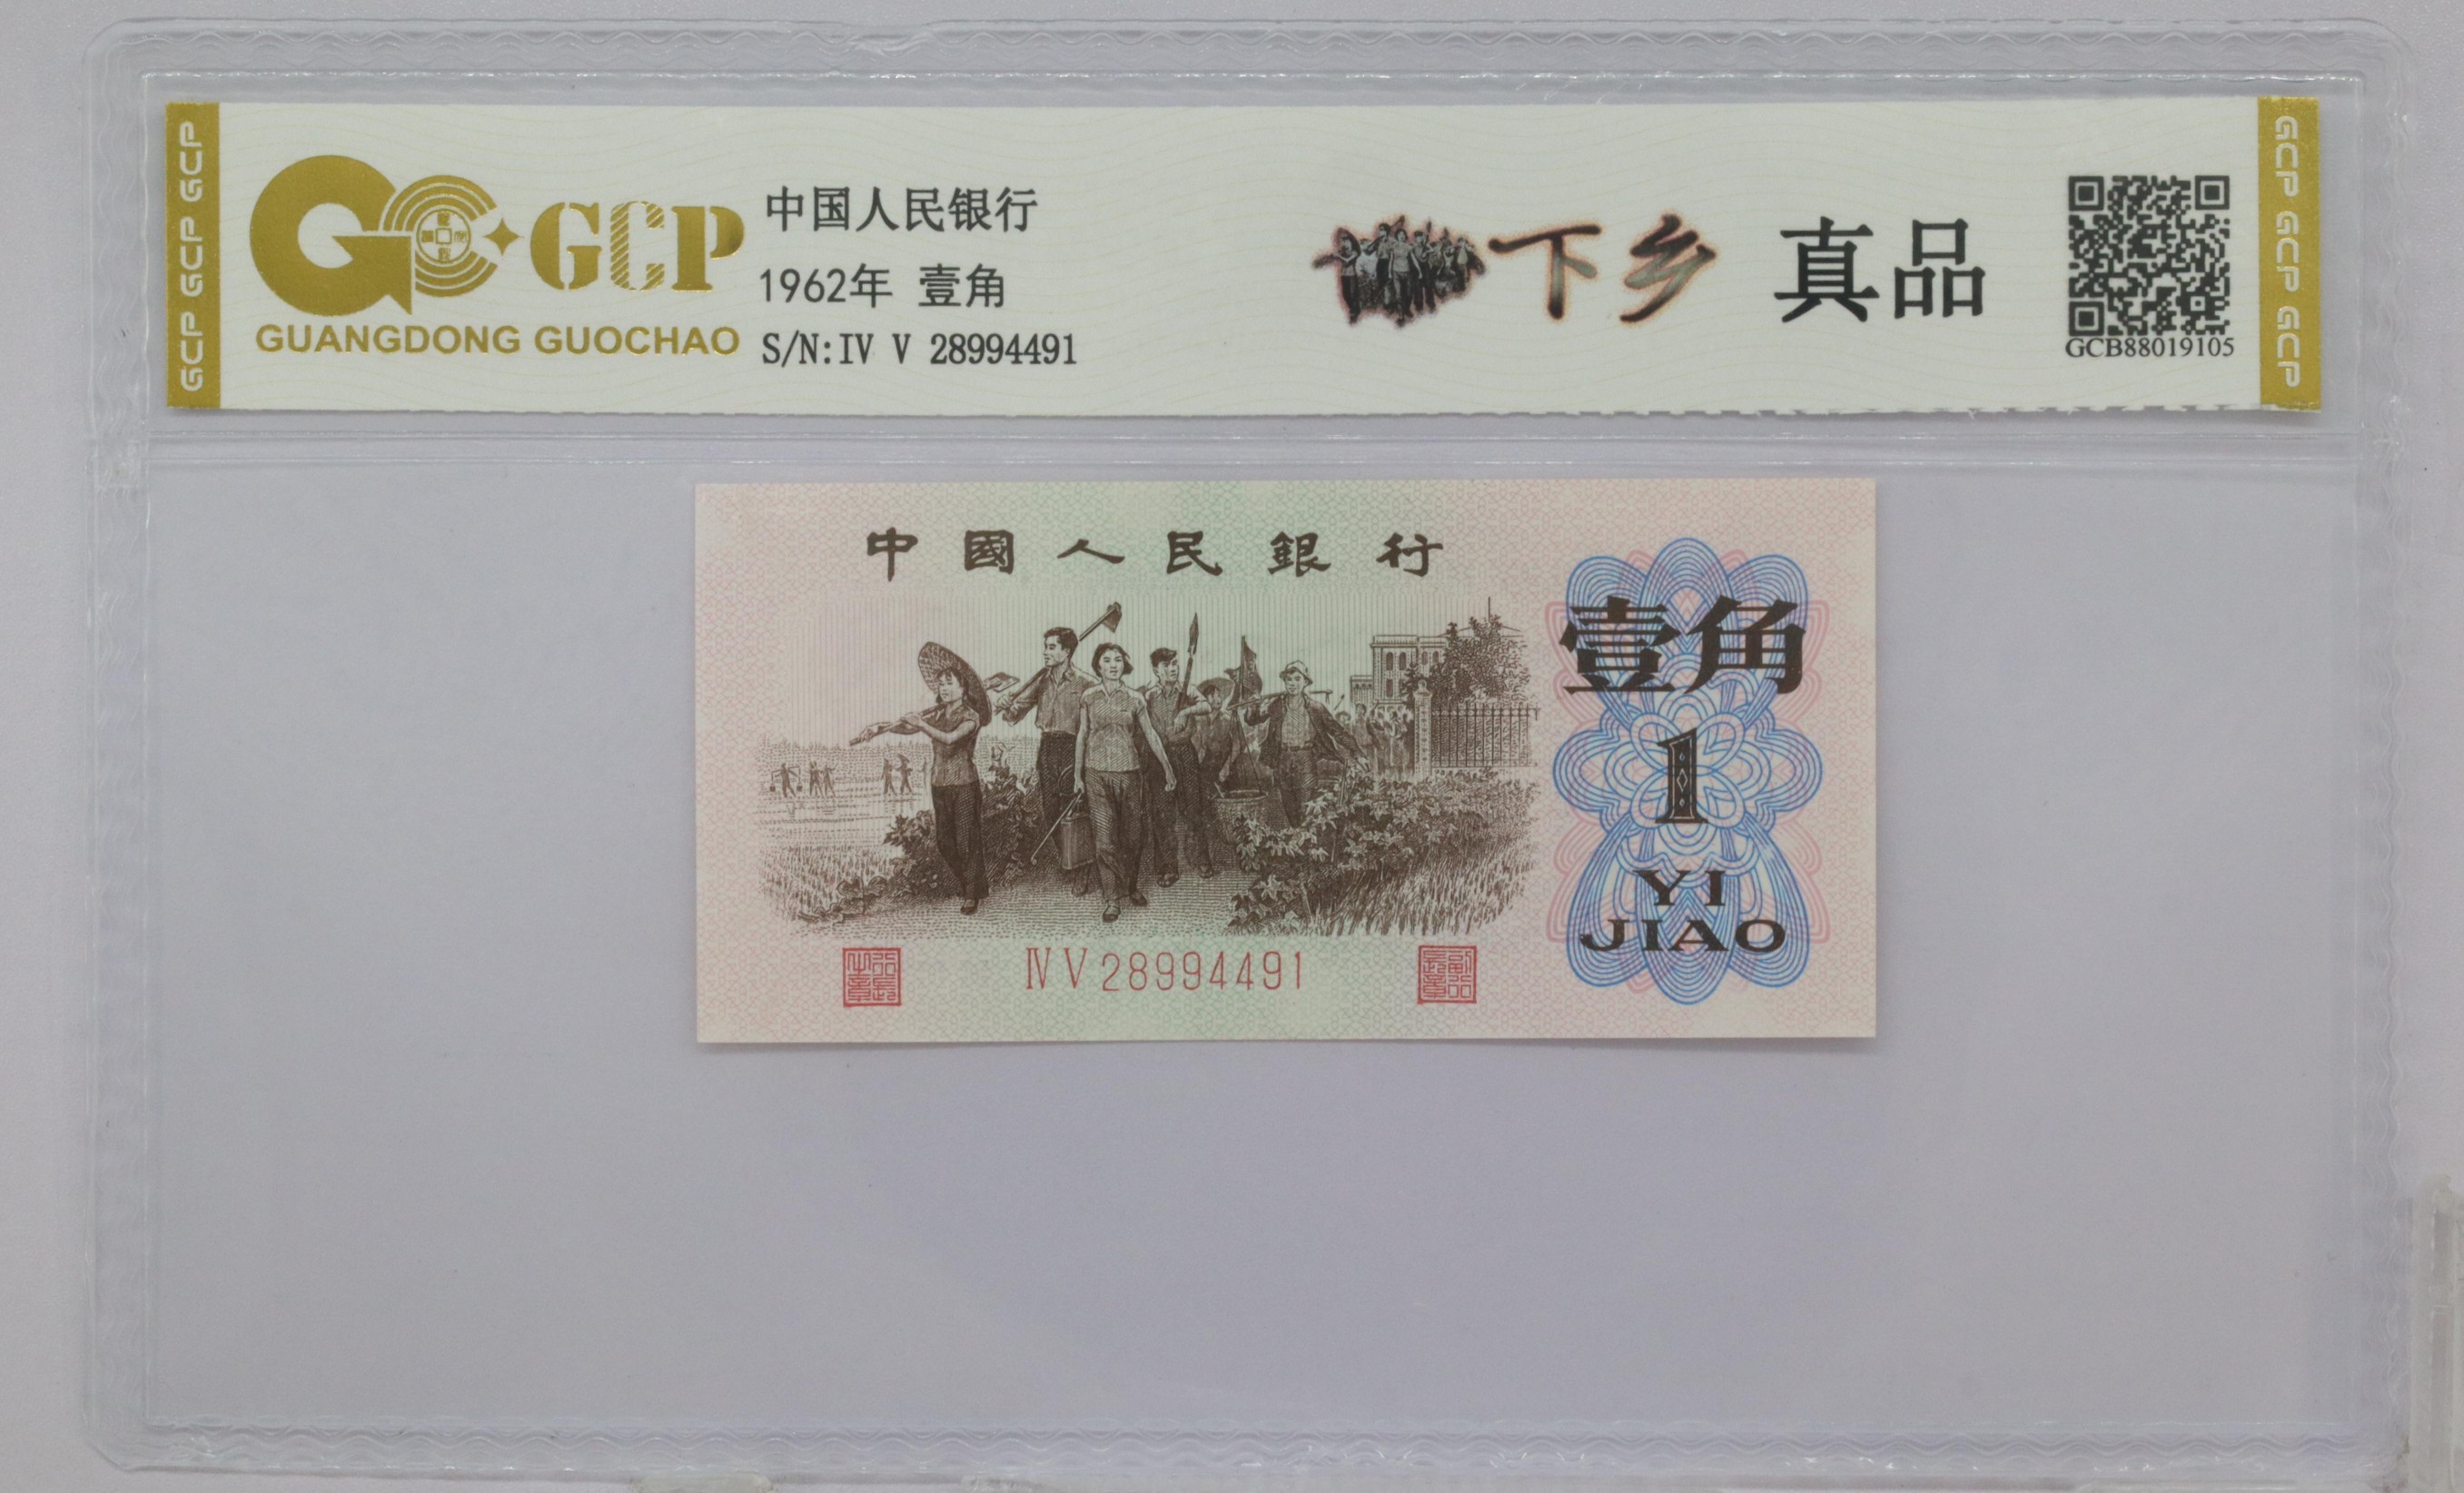 GCP GCP GCP
GCP
GUANGDONG GUOCHAO
中国人民银行
1962年 壹角
S/N:IV V 28994491
下乡 真品
GCB88019105
GCP GCP GCP
中國人民銀行
壹角
1
YI
JIAO
IV V 28994491